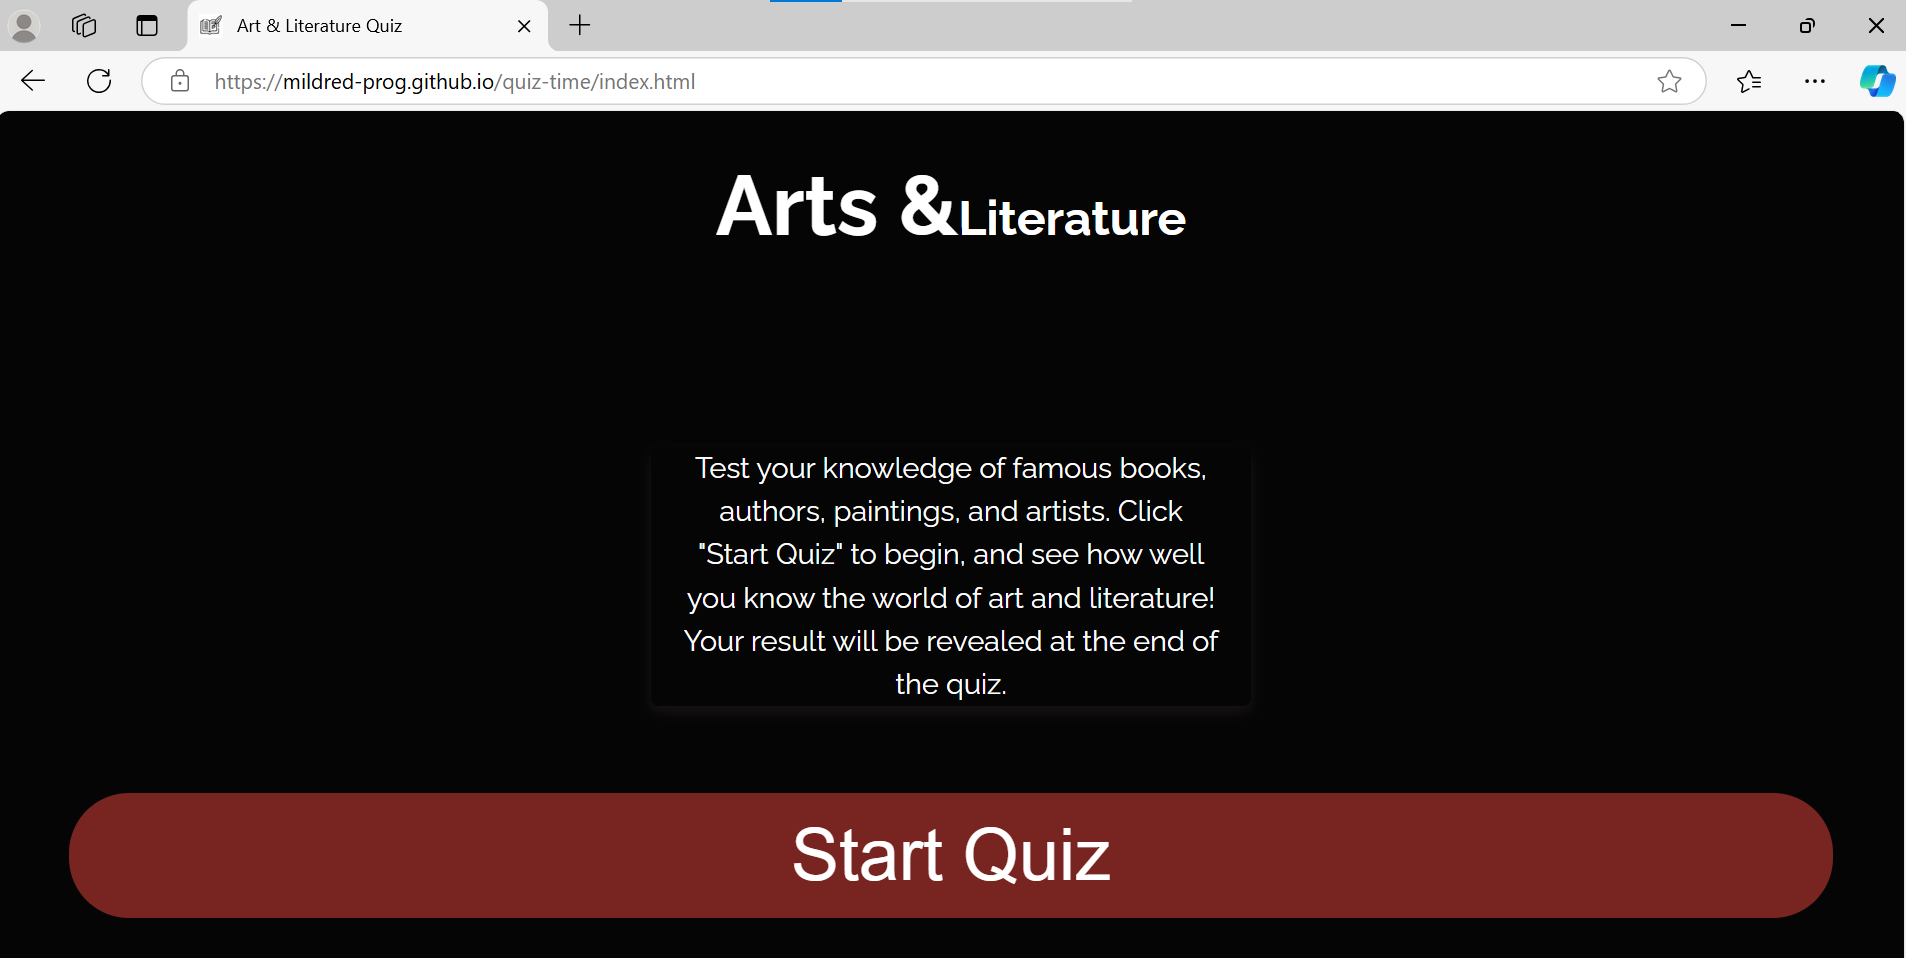 Art & Literature Quiz
https://mildred-prog.github.io/quiz-time/index.html
Arts &Literature
Test your knowledge of famous books,
authors, paintings, and artists. Click
"Start Quiz" to begin, and see how well
you know the world of art and literature!
Your result will be revealed at the end of
the quiz.
Start Quiz